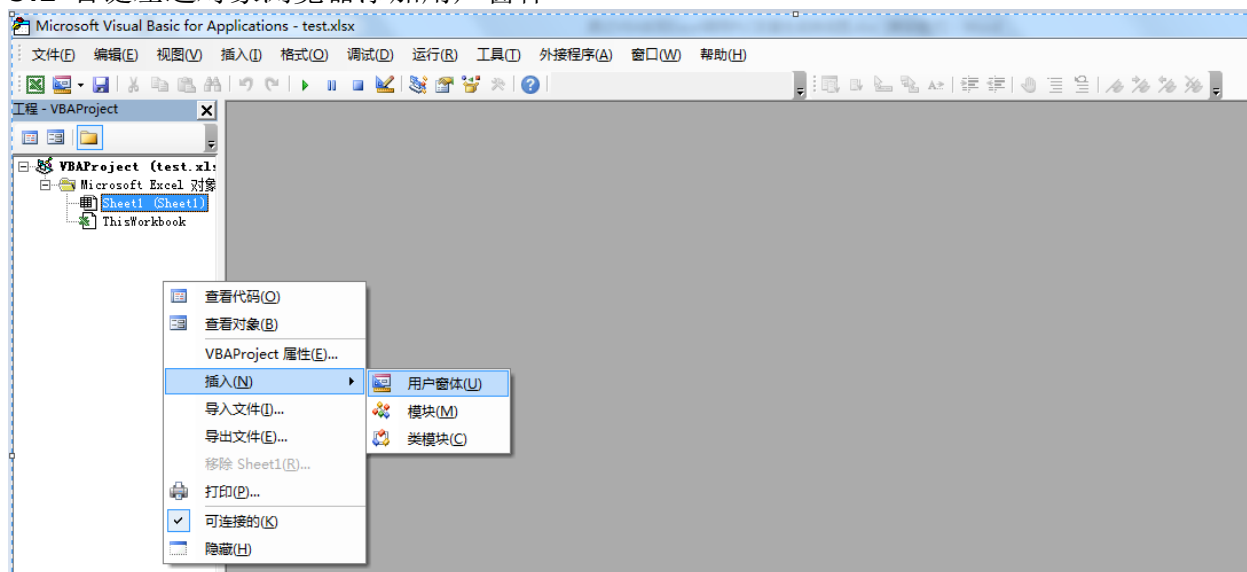 Microsoft Visual Basic for Applications - test.xlsx
文件(F) 编辑(E) 视图(V) 插入(I) 格式(O) 调试(D) 运行(R) 工具(T) 外接程序(A) 窗口(W) 帮助(H)
工程 - VBAProject
VBAProject (test.xl
Microsoft Excel 对象
Sheet1 (Sheet1)
ThisWorkbook
查看代码(O)
查看对象(B)
VBAProject 属性(E)...
插入(N)
用户窗体(U)
导入文件(I)...
模块(M)
导出文件(E)...
类模块(C)
移除 Sheet1(R)...
打印(P)...
可连接的(K)
隐藏(H)